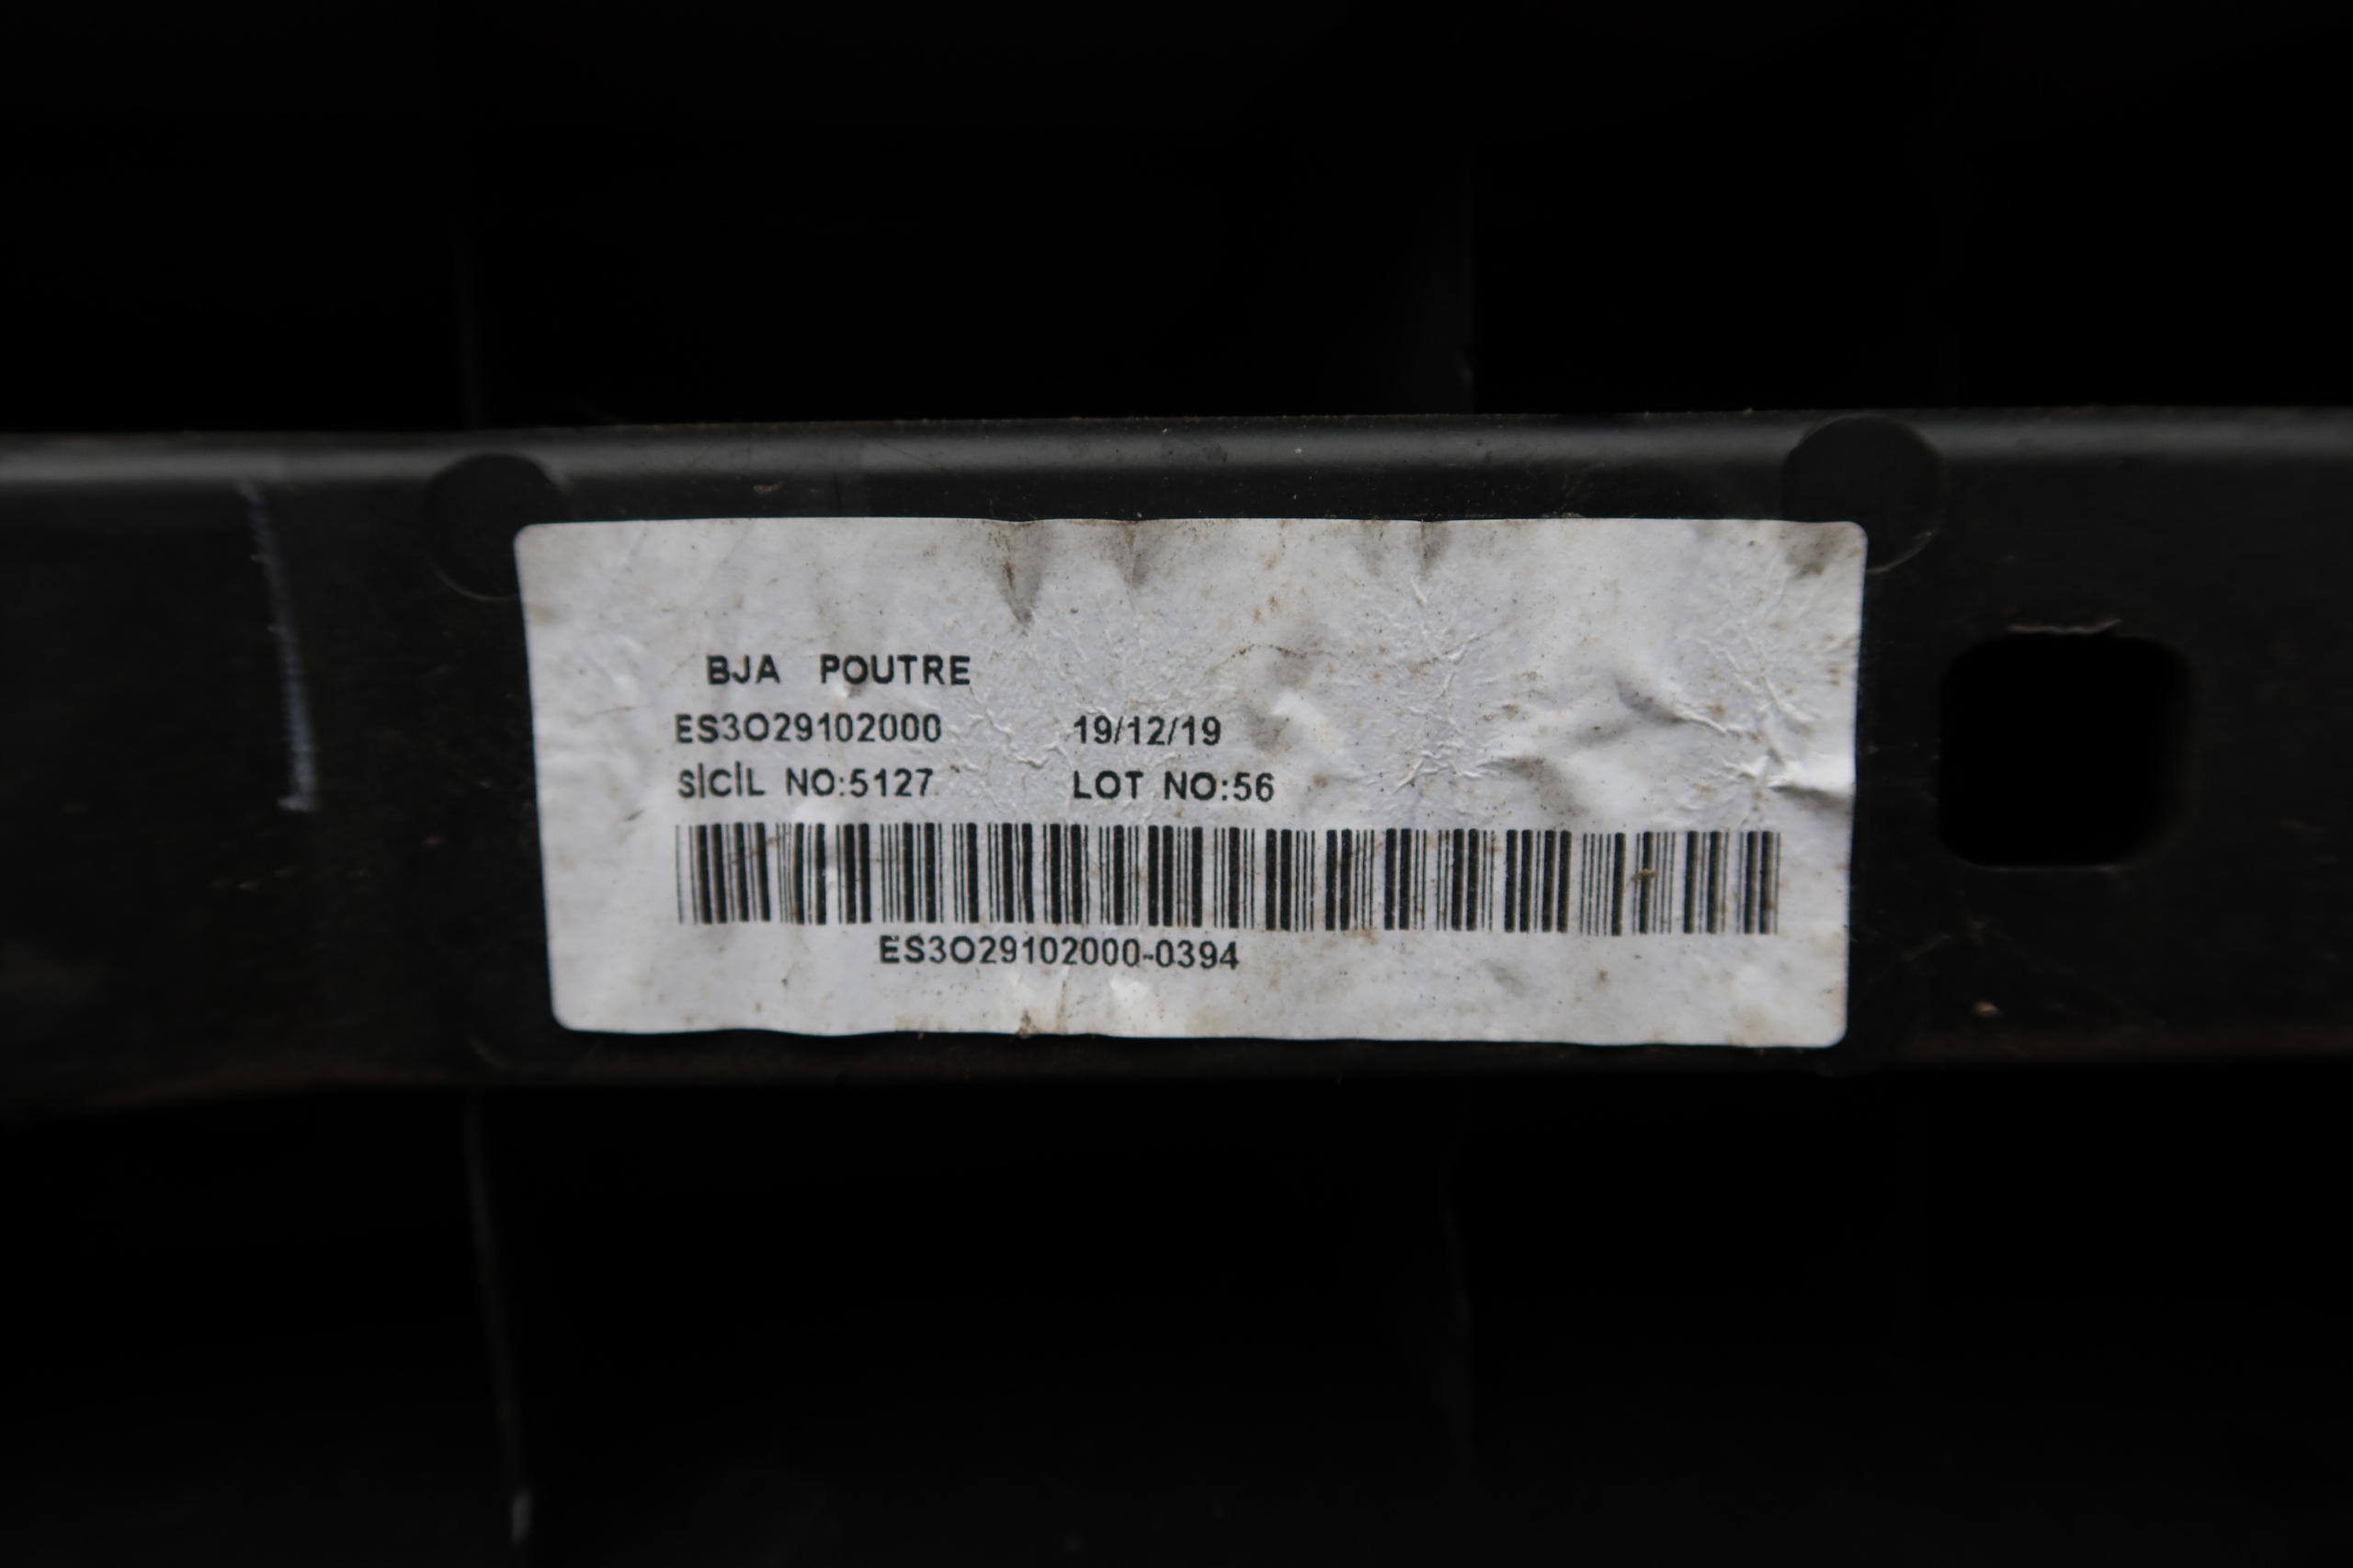 BJA POUTRE
ES3O29102000 19/12/19
SİCİL NO:5127 LOT NO:56
ES3O29102000-0394